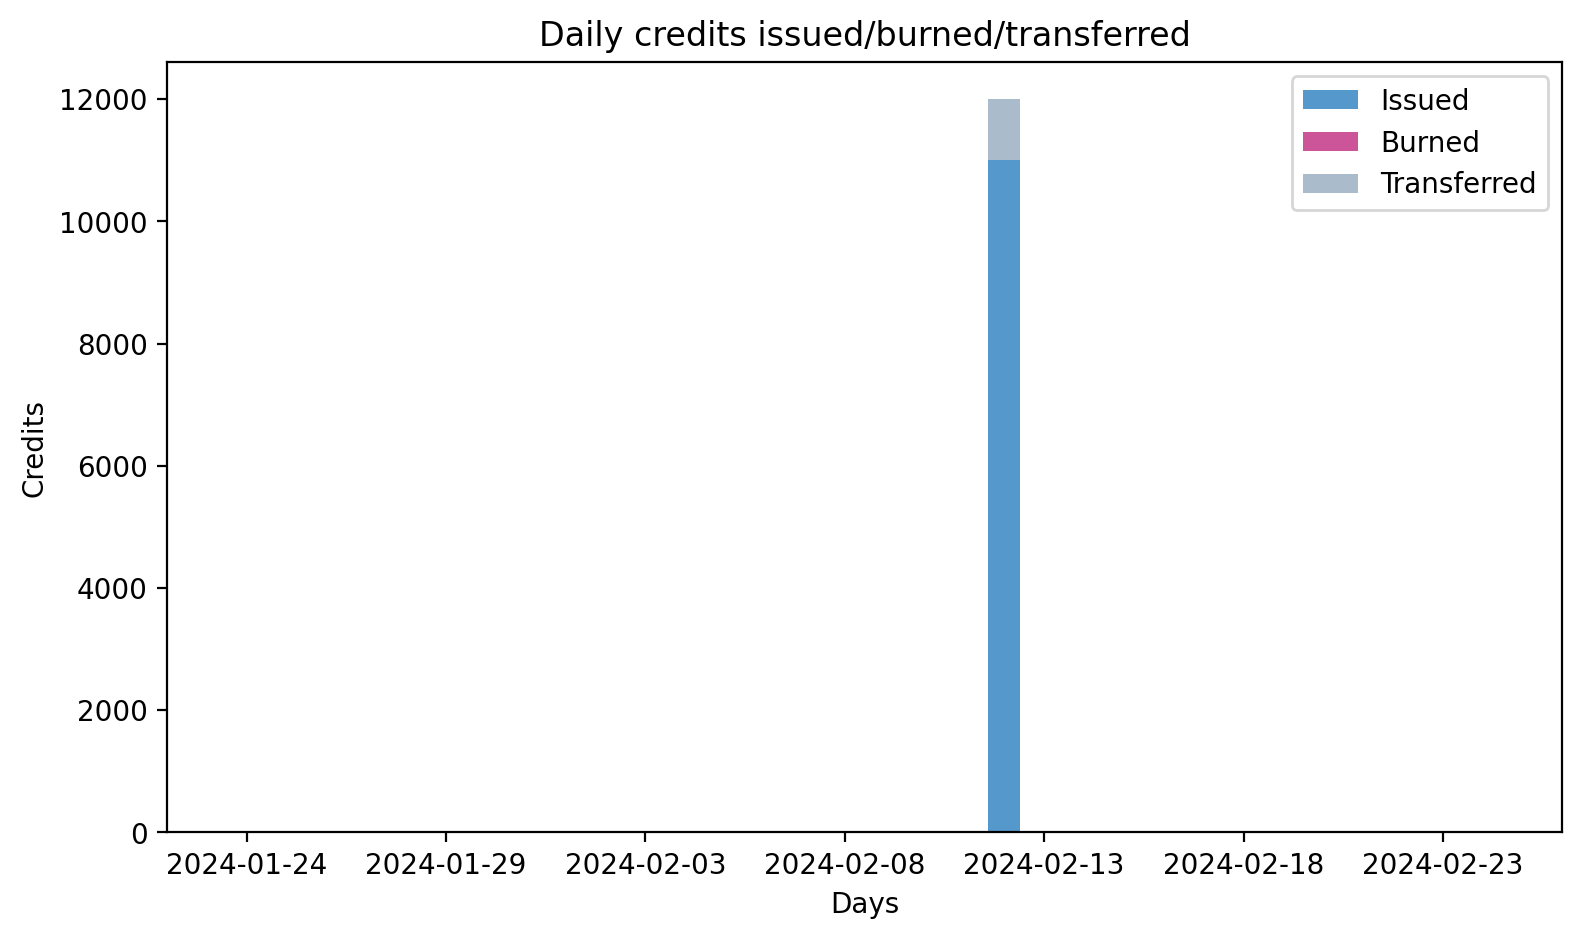 Daily credits issued/burned/transferred
Issued
Burned
Transferred
12000
10000
8000
6000
4000
2000
0
Credits
2024-01-24 2024-01-29 2024-02-03 2024-02-08 2024-02-13 2024-02-18 2024-02-23
Days